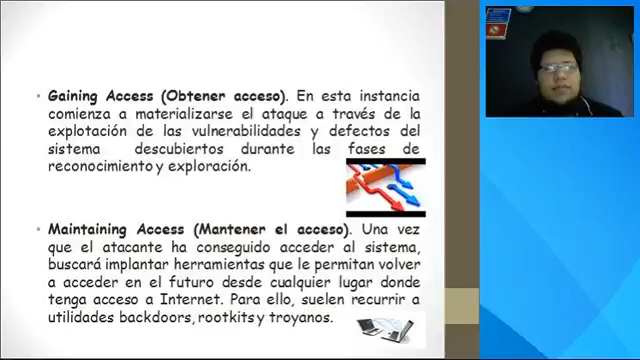 Gaining Access (Obtener acceso). En esta instancia
comienza a materializarse el ataque a través de la
explotación de las vulnerabilidades y defectos del
sistema descubiertos durante las fases de
reconocimiento y exploración.
Maintaining Access (Mantener el acceso). Una vez
que el atacante ha conseguido acceder al sistema,
buscará implantar herramientas que le permitan volver
a acceder en el futuro desde cualquier lugar donde
tenga acceso a Internet. Para ello, suelen recurrir a
utilidades backdoors, rootkits y troyanos.